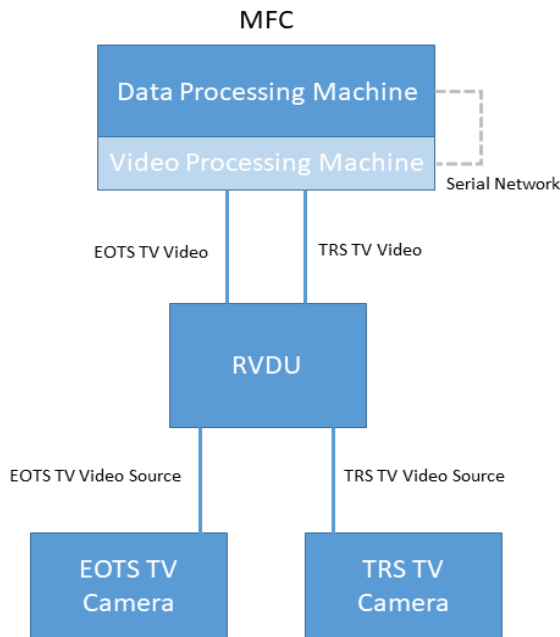 MFC
Data Processing Machine
Video Processing Machine
Serial Network
EOTS TV Video
TRS TV Video
RVDU
EOTS TV Video Source
TRS TV Video Source
EOTS TV
Camera
TRS TV
Camera